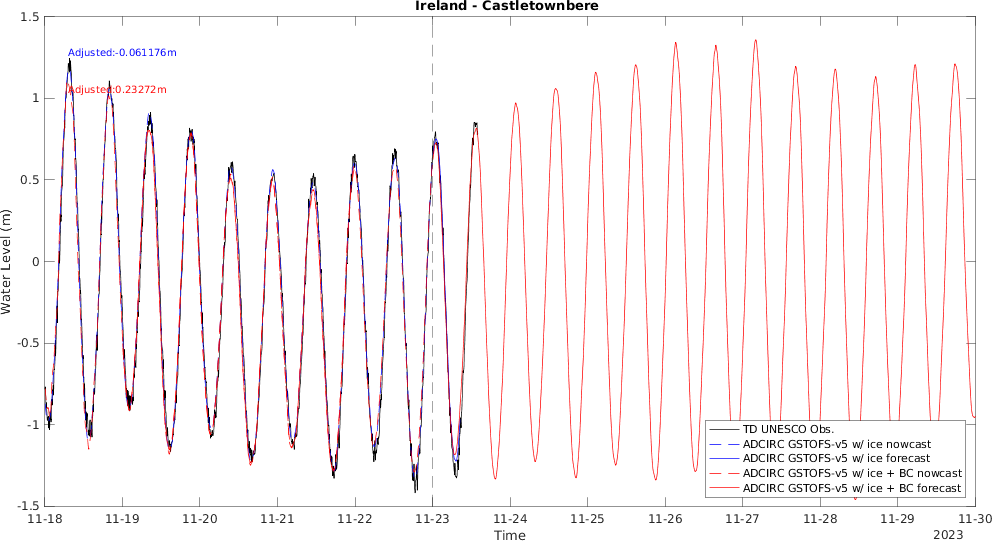 Ireland - Castletownbere
1.5
1
0.5
0
-0.5
-1
-1.5
Water Level (m)
Adjusted:-0.061176m
Adjusted:0.23272m
TD UNESCO Obs.
ADCIRC GSTOFS-v5 w/ ice nowcast
ADCIRC GSTOFS-v5 w/ ice forecast
ADCIRC GSTOFS-v5 w/ ice + BC nowcast
ADCIRC GSTOFS-v5 w/ ice + BC forecast
11-18 11-19 11-20 11-21 11-22 11-23 11-24 11-25 11-26 11-27 11-28 11-29 11-30
Time
2023